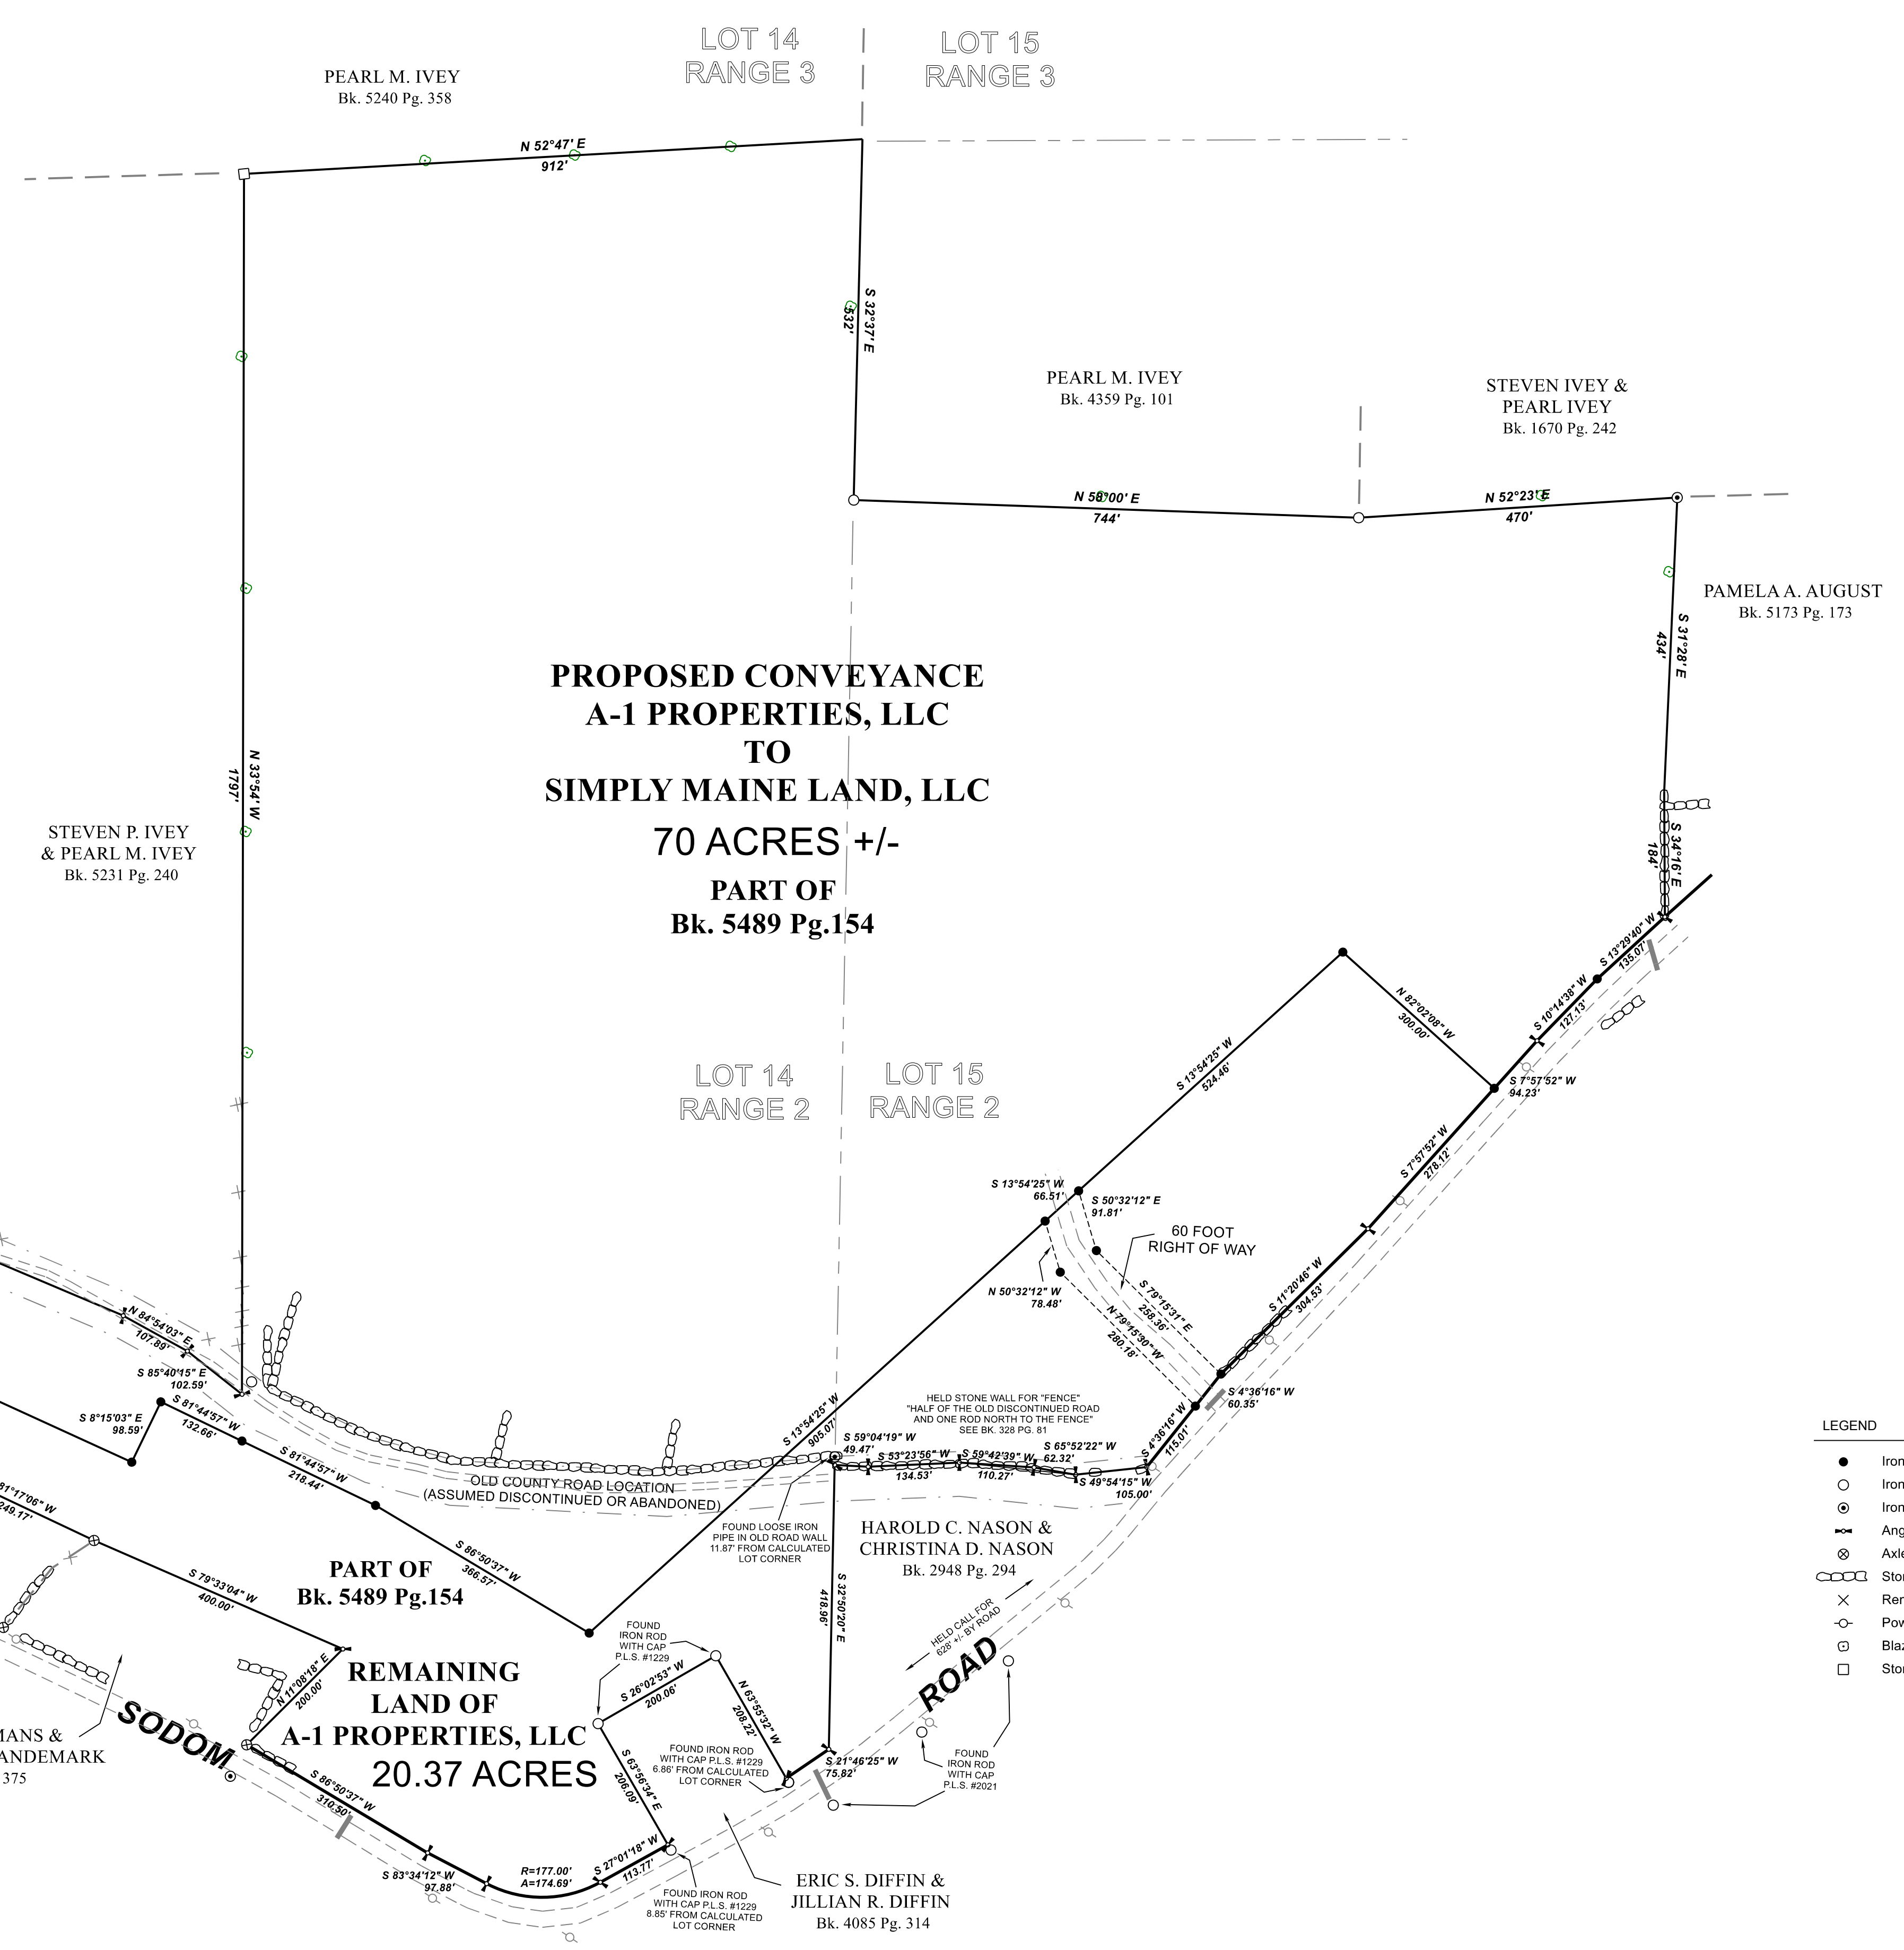 LOT 14
RANGE 3
LOT 15
RANGE 3
PEARL M. IVEY
Bk. 5240 Pg. 358
N 52°47' E
912'
S 32°37' E
532'
PEARL M. IVEY
Bk. 4359 Pg. 101
STEVEN IVEY &
PEARL IVEY
Bk. 1670 Pg. 242
N 58°00' E
744'
N 52°23' E
470'
PAMELA A. AUGUST
Bk. 5173 Pg. 173
S 31°28' E
434'
PROPOSED CONVEYANCE
A-1 PROPERTIES, LLC
TO
SIMPLY MAINE LAND, LLC
70 ACRES +/-
PART OF
Bk. 5489 Pg.154
N 33°54' W
1797'
STEVEN P. IVEY
& PEARL M. IVEY
Bk. 5231 Pg. 240
S 34°16' E
184'
S 13°29'40" W
135.07'
S 10°14'38" W
127.13'
N 82°02'08" W
300.00'
S 13°54'25" W
524.46'
S 7°57'52" W
94.23'
LOT 14
RANGE 2
LOT 15
RANGE 2
S 7°57'52" W
278.12'
S 13°54'25" W
66.51'
S 50°32'12" E
91.81'
60 FOOT
RIGHT OF WAY
N 50°32'12" W
78.48'
S 79°15'31" E
258.36'
N 79°15'30" W
280.18'
S 11°20'46" W
304.53'
N 84°54'03" E
107.89'
S 85°40'15" E
102.59'
S 8°15'03" E
98.59'
S 81°44'57" W
132.66'
S 81°44'57" W
218.44'
S 4°36'16" W
60.35'
S 4°36'16" W
115.01'
HELD STONE WALL FOR "FENCE"
"HALF OF THE OLD DISCONTINUED ROAD
AND ONE ROD NORTH TO THE FENCE"
SEE BK. 328 PG. 81
S 13°54'25" W
905.07'
S 59°04'19" W
49.47'
S 53°23'56" W
134.53'
S 59°42'39" W
110.27'
S 65°52'22" W
62.32'
S 49°54'15" W
105.00'
OLD COUNTY ROAD LOCATION
(ASSUMED DISCONTINUED OR ABANDONED)
LEGEND
Iron
Iron
Iron
Ang
Axle
Ston
Rem
Pow
Blaz
Ston
81°17'06" W
249.17'
FOUND LOOSE IRON
PIPE IN OLD ROAD WALL
11.87' FROM CALCULATED
LOT CORNER
HAROLD C. NASON &
CHRISTINA D. NASON
Bk. 2948 Pg. 294
S 86°50'37" W
366.57'
PART OF
Bk. 5489 Pg.154
S 79°33'04" W
400.00'
S 32°50'20" E
418.96'
HELD CALL FOR
628' +/- BY ROAD
FOUND
IRON ROD
WITH CAP
P.L.S. #1229
N 11°08'18" E
200.00'
REMAINING
LAND OF
A-1 PROPERTIES, LLC
20.37 ACRES
S 26°02'53" W
200.06'
N 63°55'32" W
208.22'
ROAD
SODOM
MANS &
ANDEMARK
375
S 63°56'34" E
206.09'
FOUND IRON ROD
WITH CAP P.L.S. #1229
6.86' FROM CALCULATED
LOT CORNER
S 21°46'25" W
75.82'
FOUND
IRON ROD
WITH CAP
P.L.S. #2021
S 86°50'37" W
310.50'
S 83°34'12" W
97.88'
R=177.00'
A=174.69'
S 27°01'18" W
113.77'
FOUND IRON ROD
WITH CAP P.L.S. #1229
8.85' FROM CALCULATED
LOT CORNER
ERIC S. DIFFIN &
JILLIAN R. DIFFIN
Bk. 4085 Pg. 314